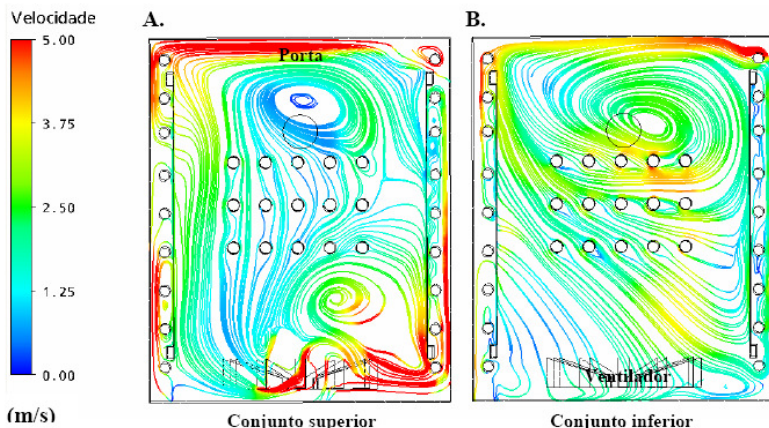 Velocidade
5.00
3.75
2.50
1.25
0.00
(m/s)
A.
Porta
Conjunto superior
B.
Ventilador
Conjunto inferior